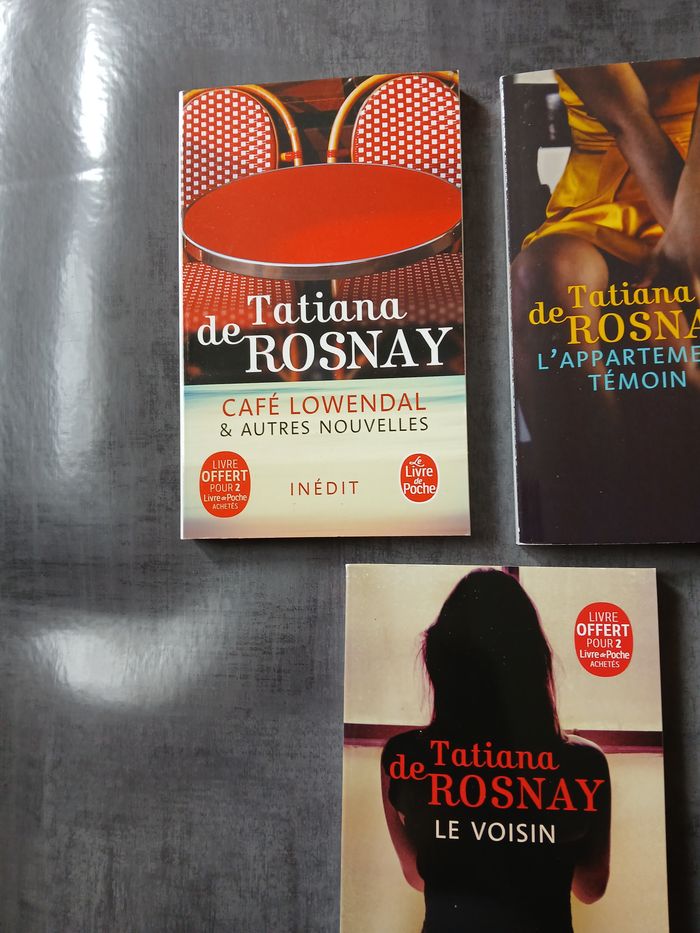 Tatiana
de ROSNAY
CAFÉ LOWENDAL
& AUTRES NOUVELLES
LIVRE
OFFERT
POUR 2
Livre de Poche
ACHETÉS
INÉDIT
Le
Livre
de
Poche
Tatiana
de
L'APPARTEME
TÉMOIN
LIVRE
OFFERT
POUR 2
Livre de Poche
ACHETÉS
Tatiana
de ROSNAY
LE VOISIN